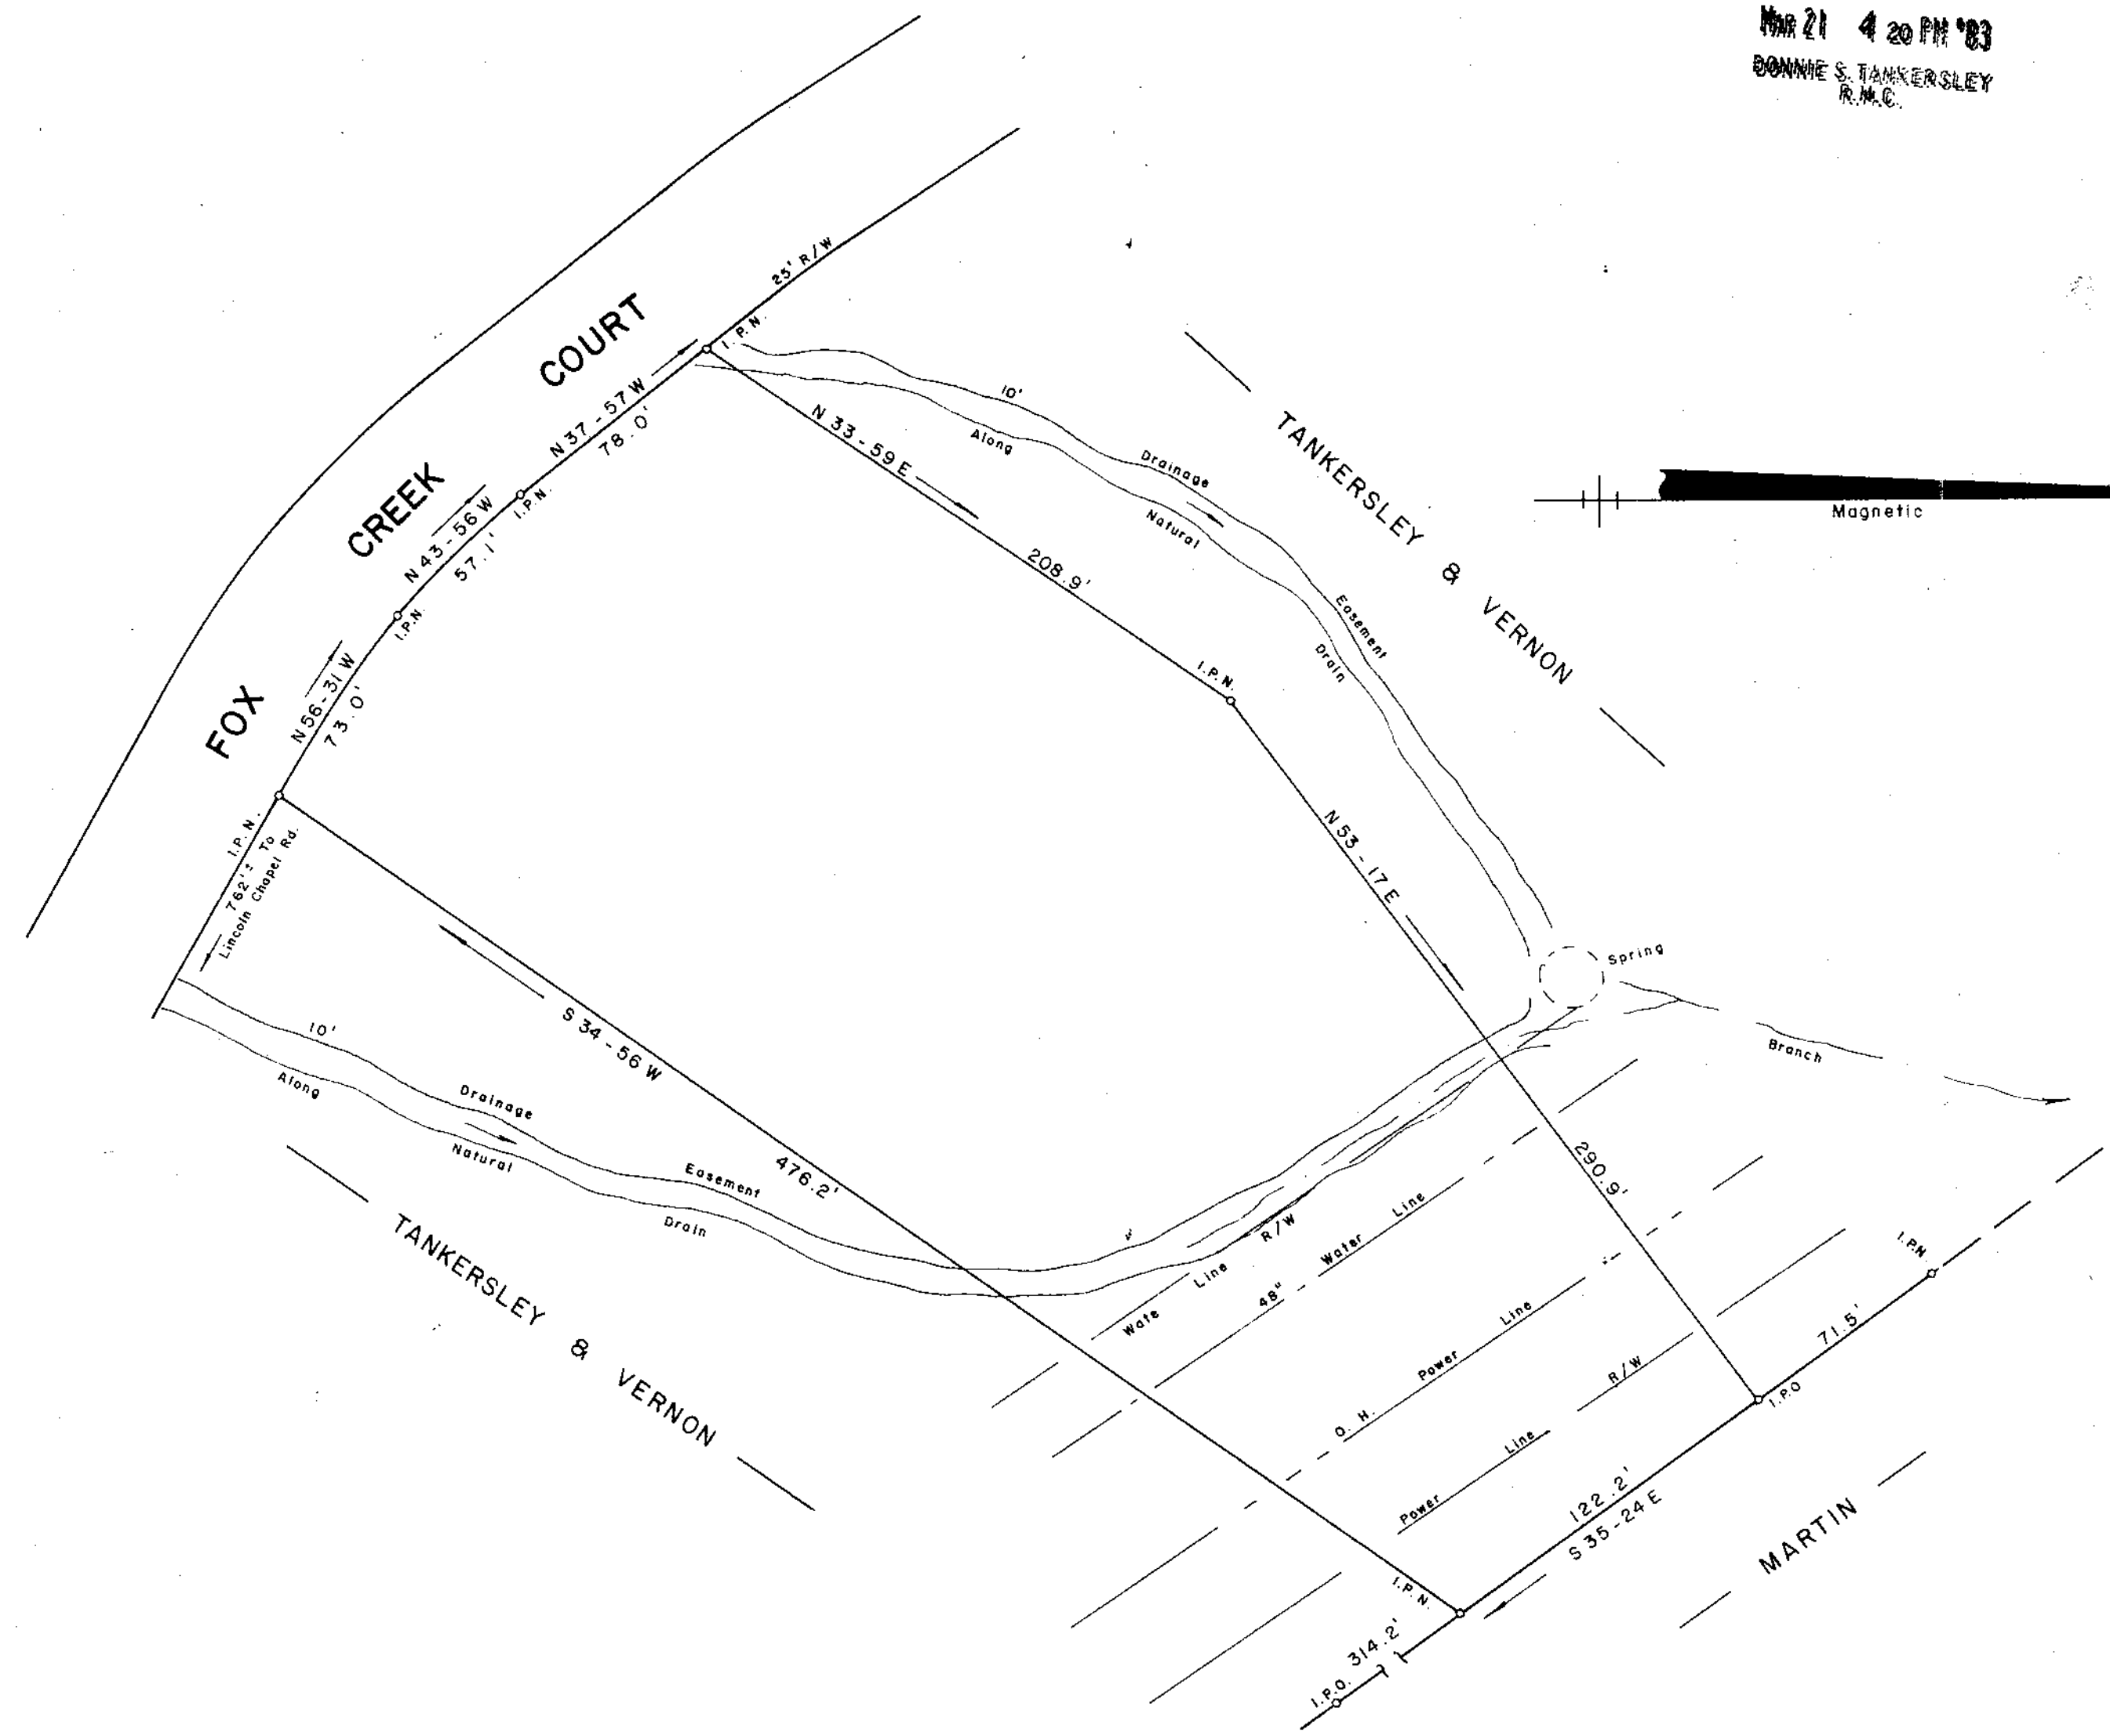 MAR 21 4 20 PM '83
DONNIE S. TANKERSLEY
R.M.C.
25' R/W
FOX CREEK COURT
I.P.N.
N 37-57 W
78.0'
I.P.N.
N 43-56 W
57.1'
I.P.N.
N 56-31 W
73.0'
I.P.N.
762'± To
Lincoln Chapel Rd.
N 33-59 E
208.9'
I.P.N.
10' Drainage Easement
Along Natural Drain
TANKERSLEY & VERNON
Magnetic
N 53-17 E
290.9'
Spring
Branch
S 34-56 W
476.2'
10' Drainage Easement
Along Natural Drain
TANKERSLEY & VERNON
Wate Line R/W
48" Water Line
O. H. Power Line
Power Line R/W
I.P.N
71.5'
I.P.O
122.2'
S 35-24 E
MARTIN
I.P.N.
314.2'
I.P.O.